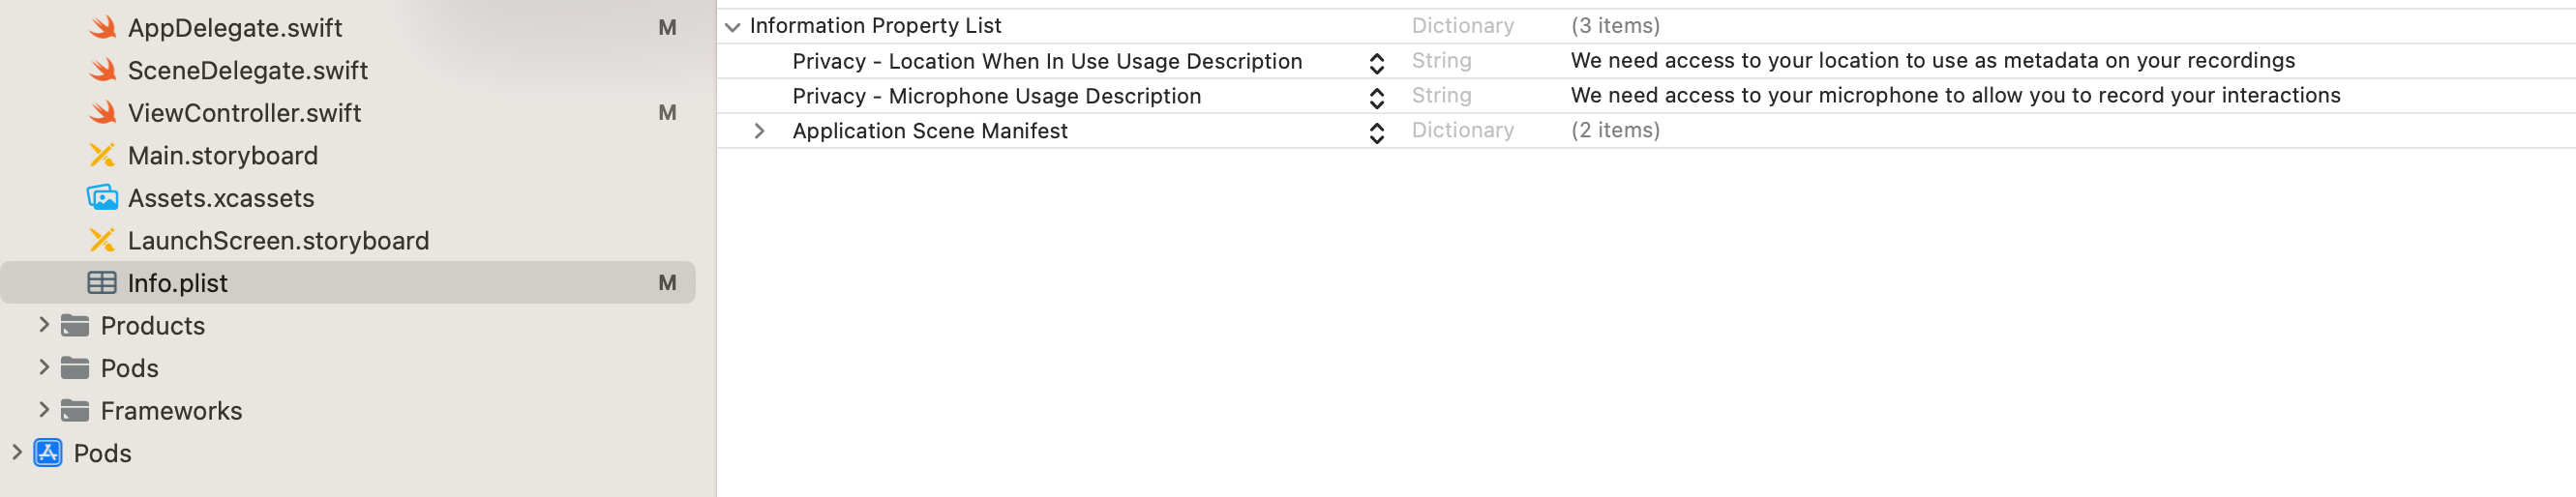 AppDelegate.swift M
SceneDelegate.swift
ViewController.swift M
Main.storyboard
Assets.xcassets
LaunchScreen.storyboard
Info.plist M
Products
Pods
Frameworks
Pods
Information Property List Dictionary (3 items)
Privacy - Location When In Use Usage Description String We need access to your location to use as metadata on your recordings
Privacy - Microphone Usage Description String We need access to your microphone to allow you to record your interactions
Application Scene Manifest Dictionary (2 items)